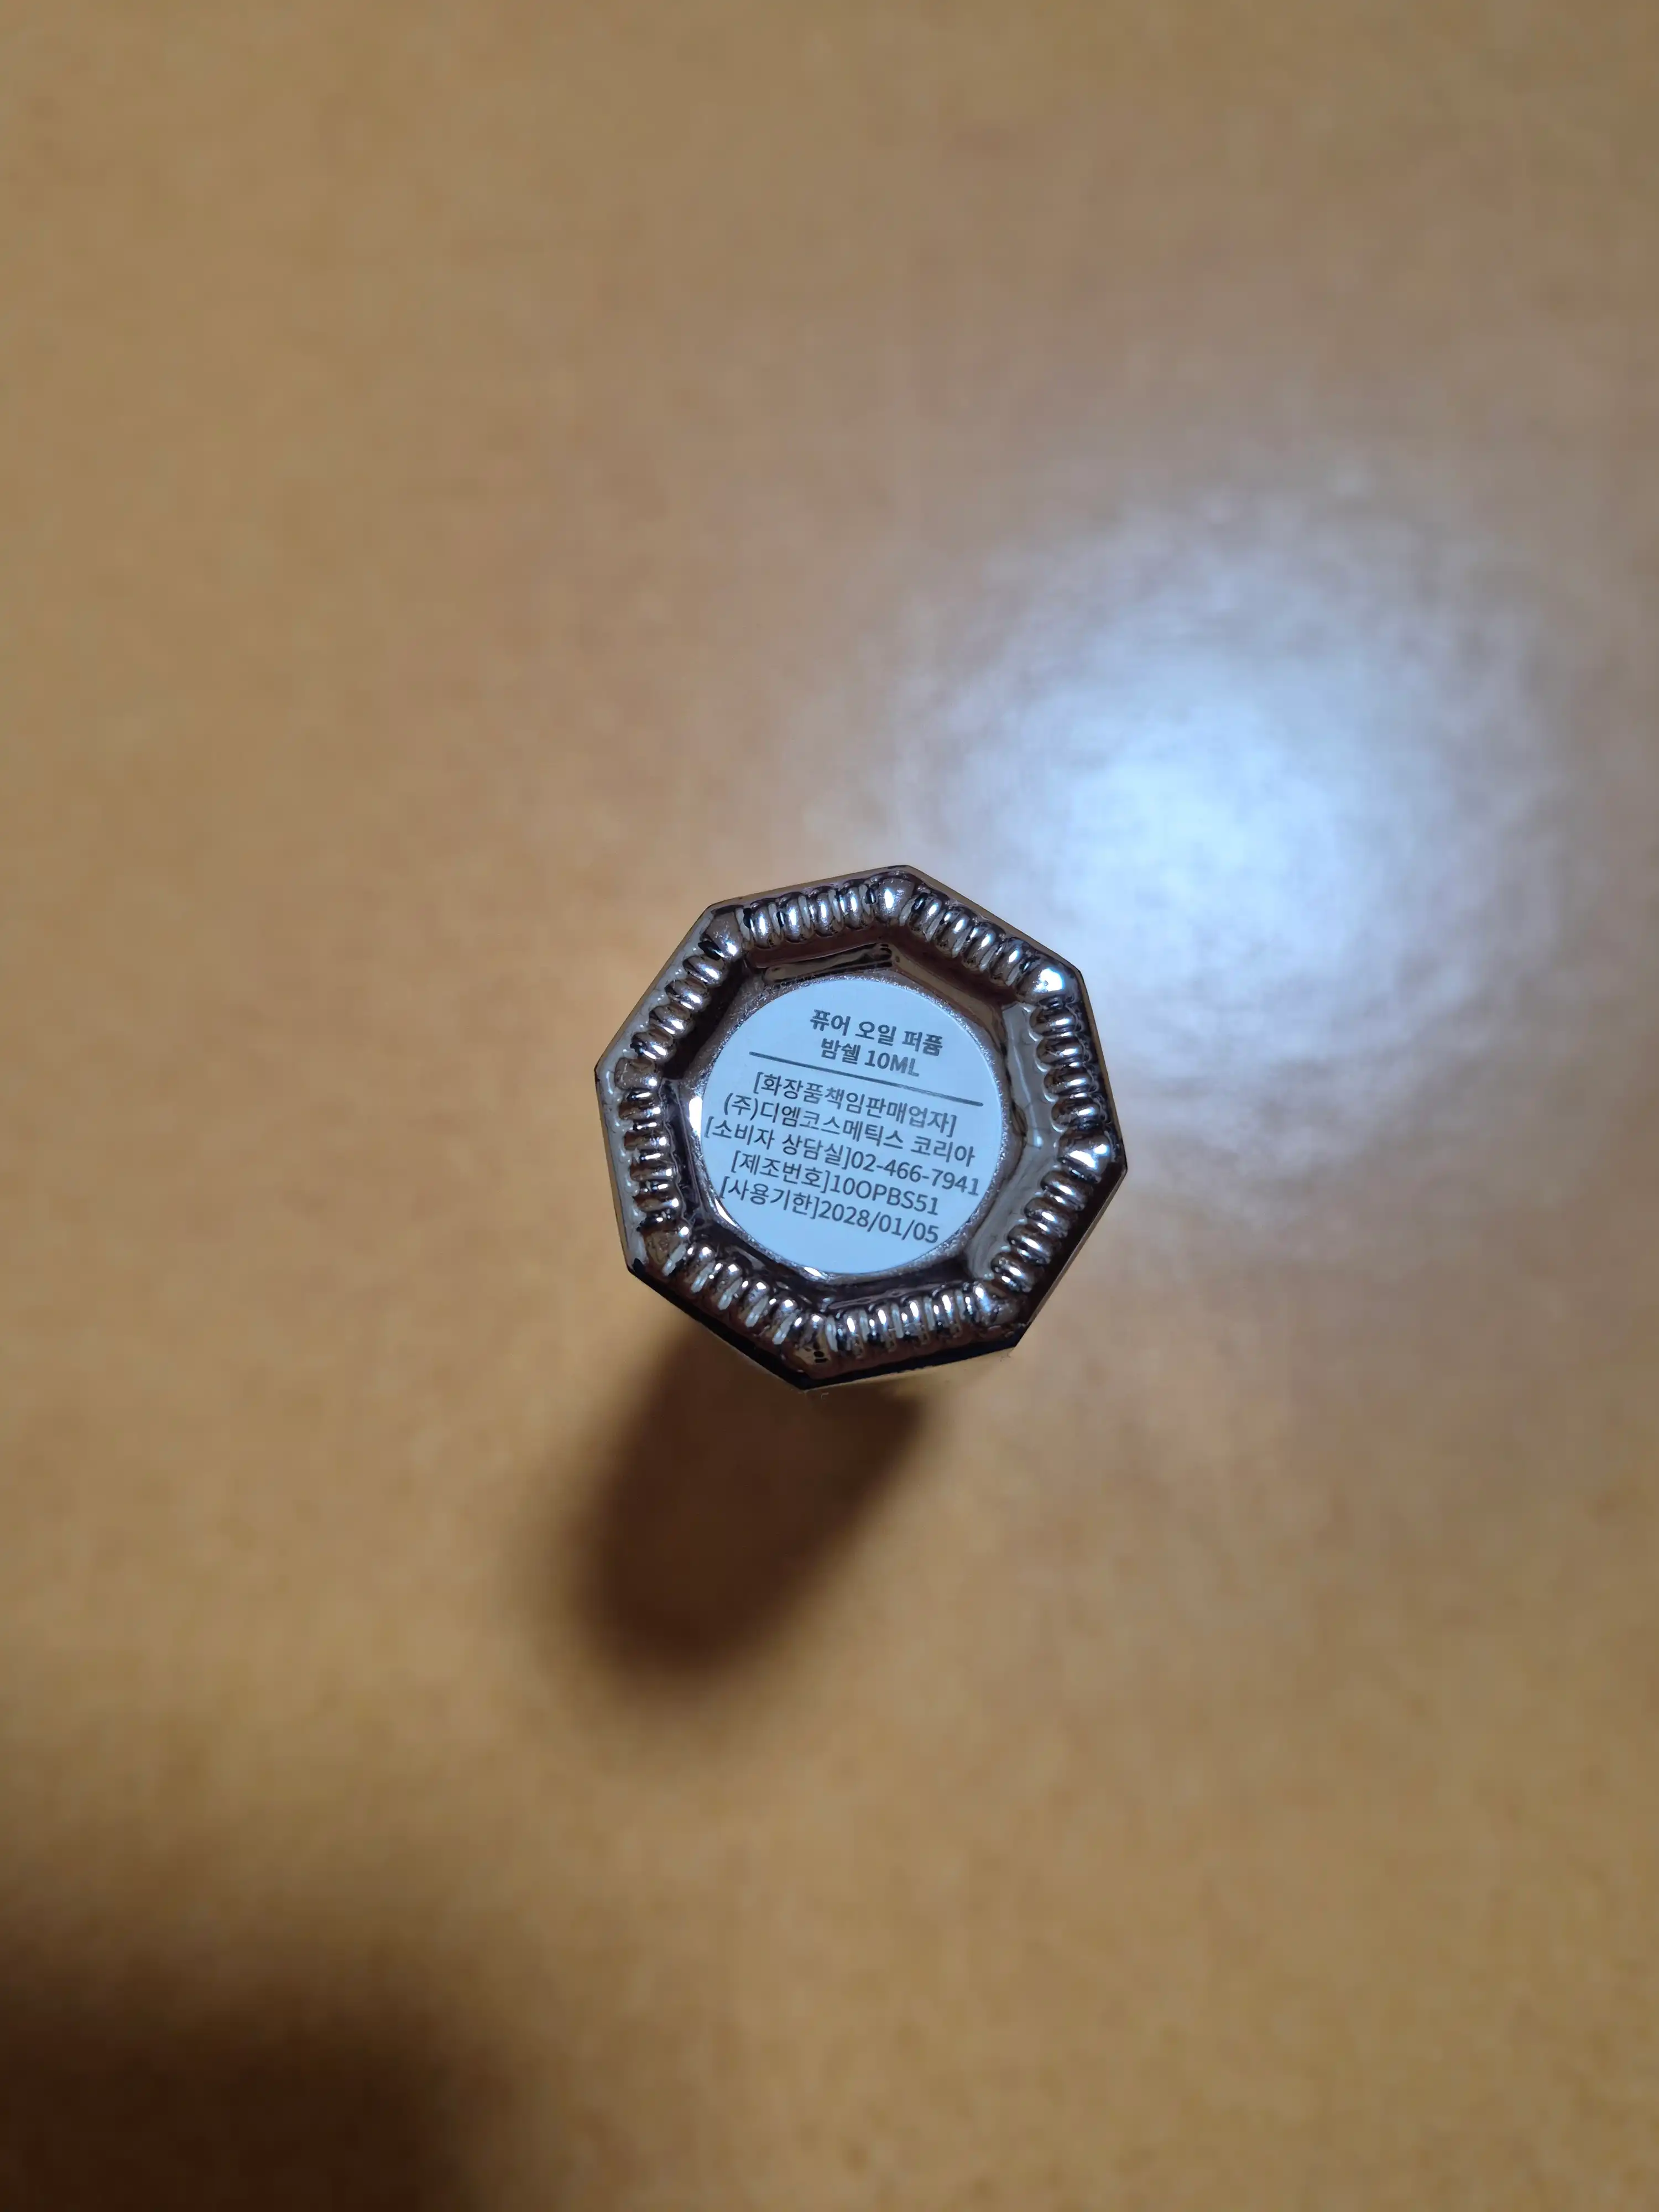 퓨어 오일 퍼퓸
밤쉘 10ML
[화장품책임판매업자]
(주)디엠코스메틱스 코리아
[소비자 상담실]02-466-7941
[제조번호]10OPBS51
[사용기한]2028/01/05